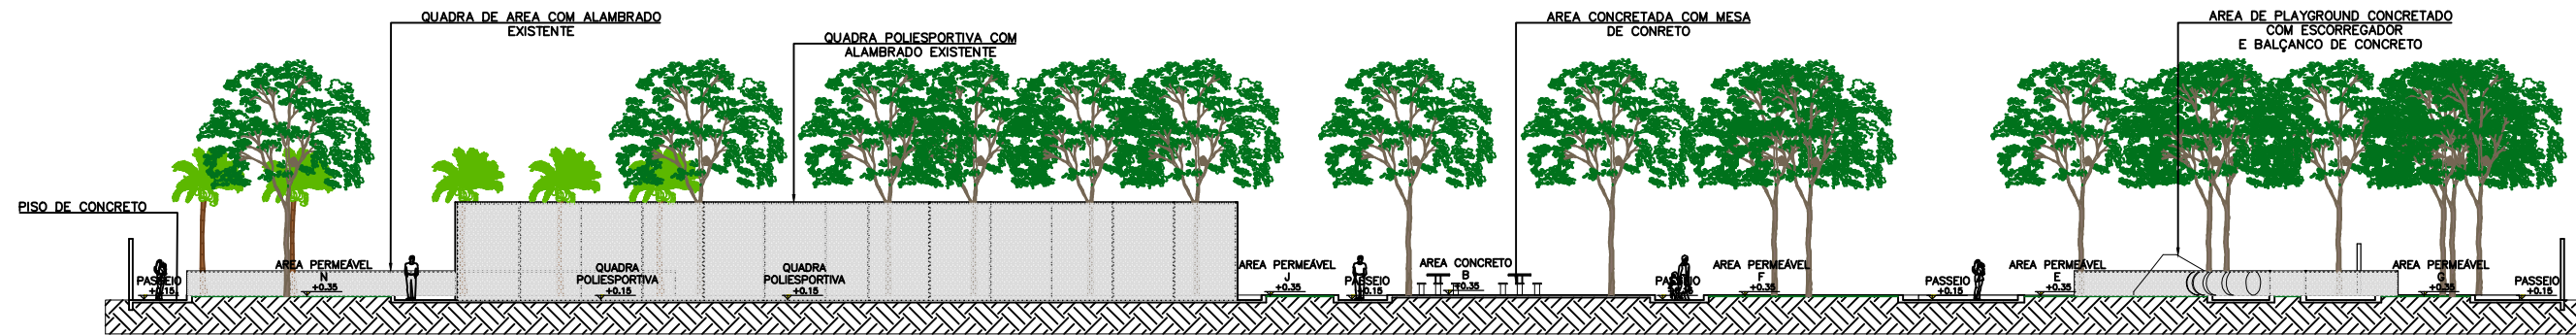 QUADRA DE AREA COM ALAMBRADO
EXISTENTE
QUADRA POLIESPORTIVA COM
ALAMBRADO EXISTENTE
AREA CONCRETADA COM MESA
DE CONRETO
AREA DE PLAYGROUND CONCRETADO
COM ESCORREGADOR
E BALÇANCO DE CONCRETO
PISO DE CONCRETO
PASSEIO
+0.15
AREA PERMEÁVEL
N
+0.35
QUADRA
POLIESPORTIVA
+0.15
QUADRA
POLIESPORTIVA
+0.15
AREA PERMEÁVEL
J
+0.35
PASSEIO
+0.15
AREA CONCRETO
B
+0.35
PASSEIO
AREA PERMEÁVEL
F
+0.35
PASSEIO
+0.15
AREA PERMEÁVEL
E
+0.35
AREA PERMEÁVEL
G
+0.35
PASSEIO
+0.15